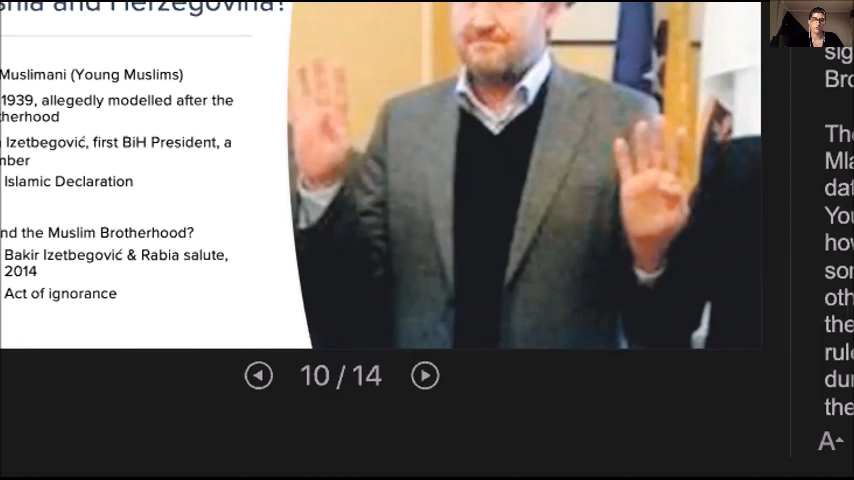 snia and Herzegovina?
Muslimani (Young Muslims)
1939, allegedly modelled after the
therhood
Izetbegović, first BiH President, a
mber
Islamic Declaration
nd the Muslim Brotherhood?
Bakir Izetbegović & Rabia salute,
2014
Act of ignorance
10 / 14
sig
Bro
The
Mla
dat
You
how
son
oth
the
rule
dur
the
A